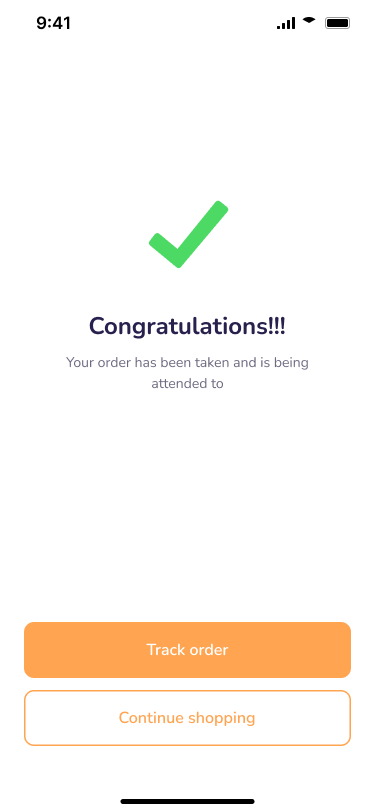 9:41
Congratulations!!!
Your order has been taken and is being
attended to
Track order
Continue shopping